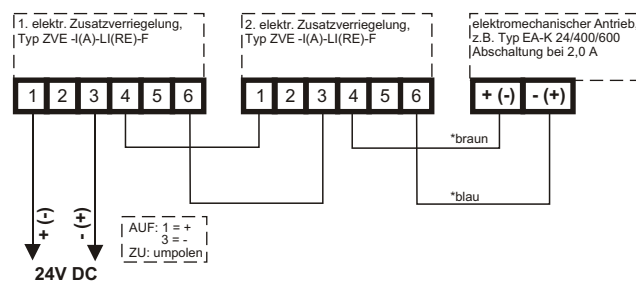 1. elektr. Zusatzverriegelung,
Typ ZVE -I(A)-LI(RE)-F
2. elektr. Zusatzverriegelung,
Typ ZVE -I(A)-LI(RE)-F
elektromechanischer Antrieb,
z.B. Typ EA-K 24/400/600
Abschaltung bei 2,0 A
1 2 3 4 5 6
1 2 3 4 5 6
+ (-) - (+)
*braun
*blau
+ (-)
- (+)
AUF: 1 = +
3 = -
ZU: umpolen
24V DC